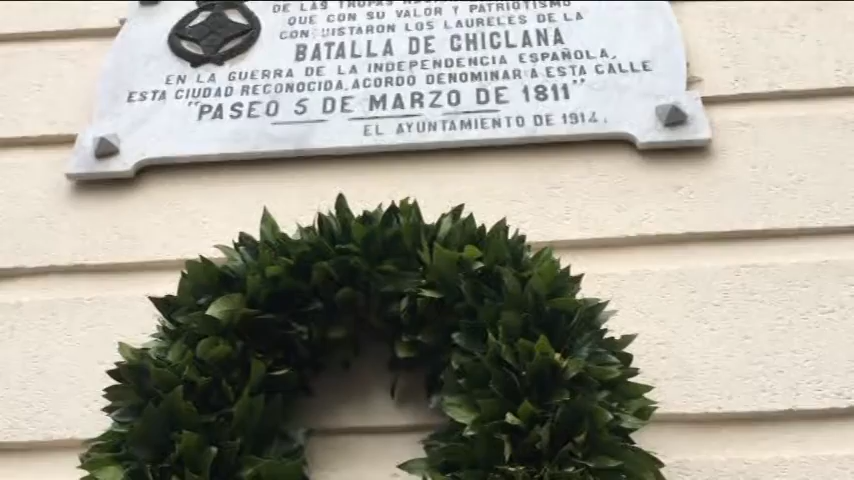 DE LAS TROPAS
QUE CON SU VALOR Y PATRIOTISMO
CONQUISTARON LOS LAURELES DE LA
BATALLA DE CHICLANA
EN LA GUERRA DE LA INDEPENDENCIA ESPAÑOLA,
ESTA CIUDAD RECONOCIDA, ACORDO DENOMINAR A ESTA CALLE
"PASEO 5 DE MARZO DE 1811"
EL AYUNTAMIENTO DE 1914.